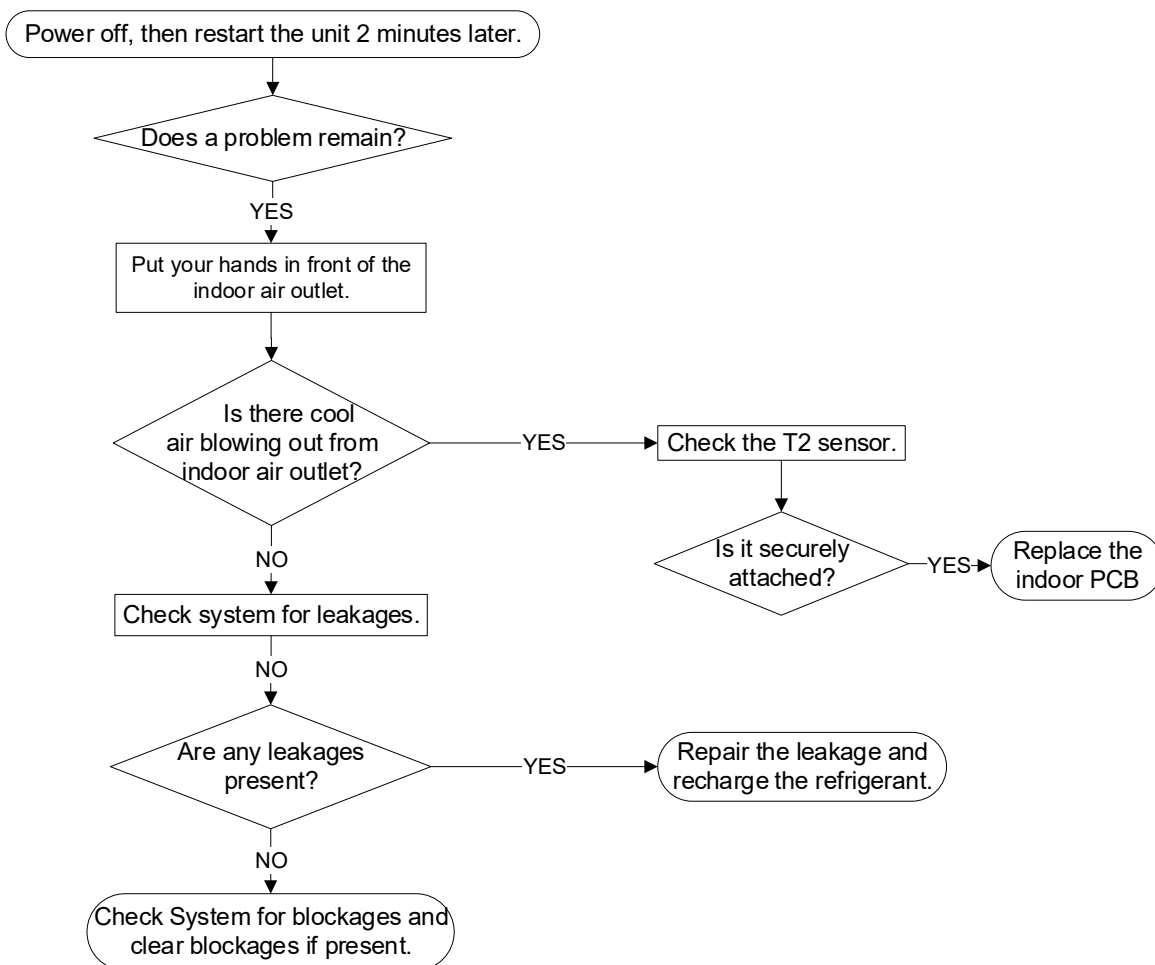 Power off, then restart the unit 2 minutes later.
Does a problem remain?
YES
Put your hands in front of the
indoor air outlet.
Is there cool
air blowing out from
indoor air outlet?
YES
Check the T2 sensor.
Is it securely
attached?
YES
Replace the
indoor PCB
NO
Check system for leakages.
NO
Are any leakages
present?
YES
Repair the leakage and
recharge the refrigerant.
NO
Check System for blockages and
clear blockages if present.